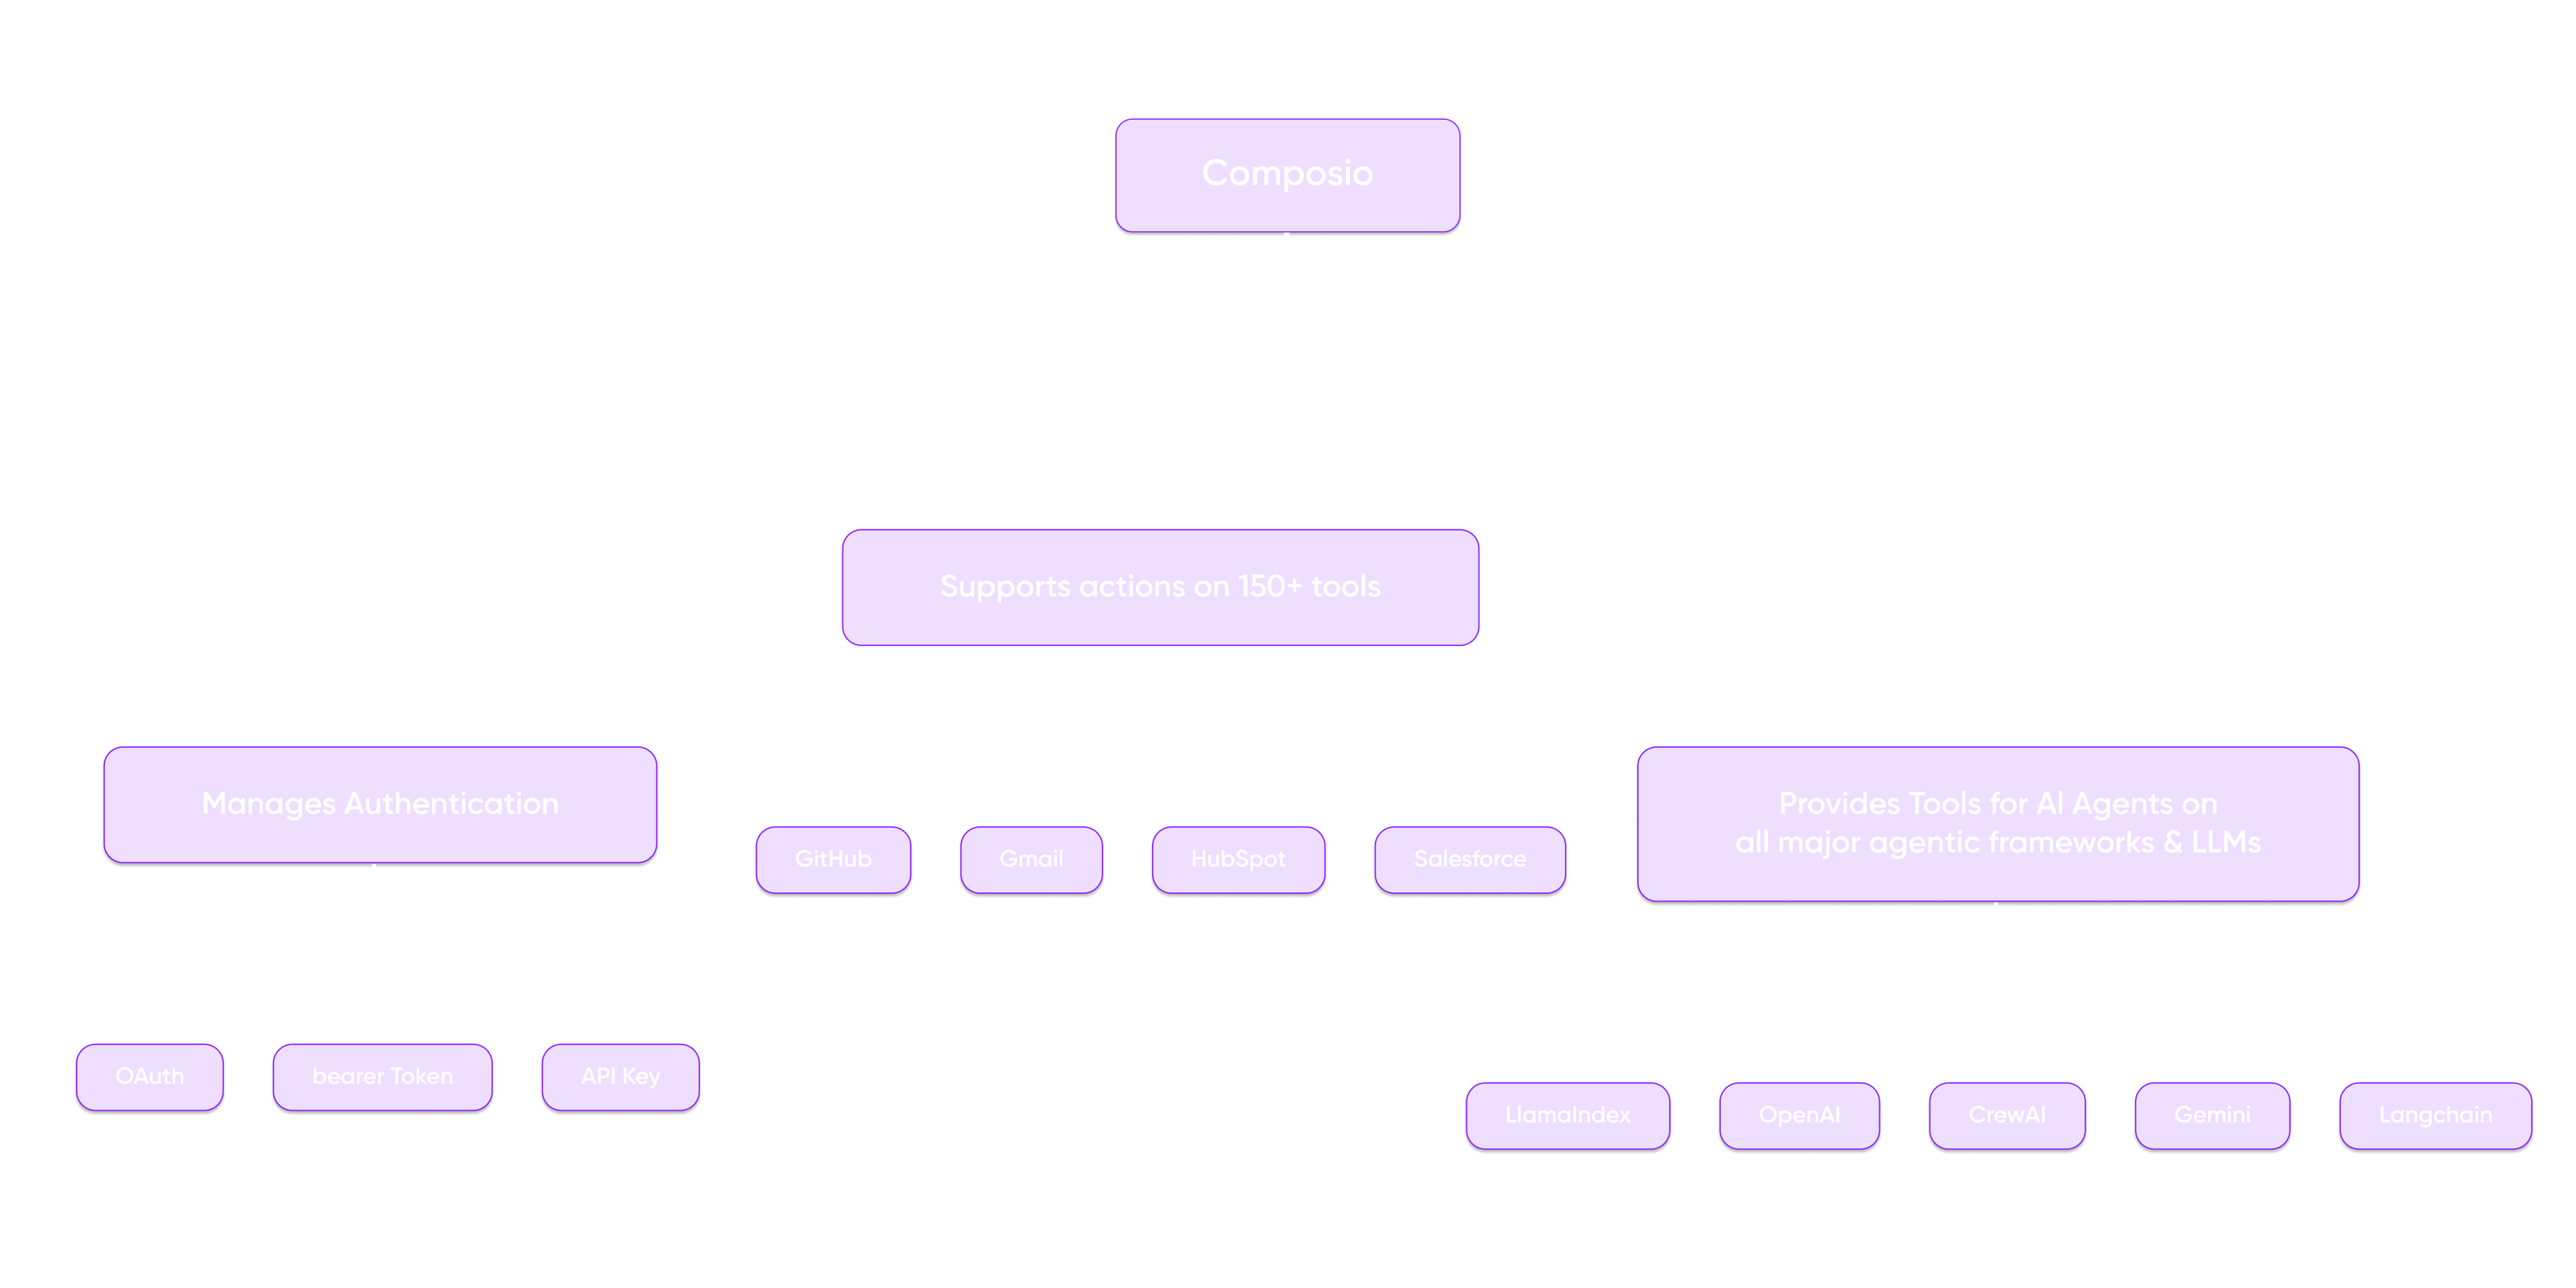 Composio
Supports actions on 150+ tools
Manages Authentication
Provides Tools for AI Agents on
all major agentic frameworks & LLMs
GitHub
Gmail
HubSpot
Salesforce
OAuth
bearer Token
API Key
LlamaIndex
OpenAI
CrewAI
Gemini
Langchain